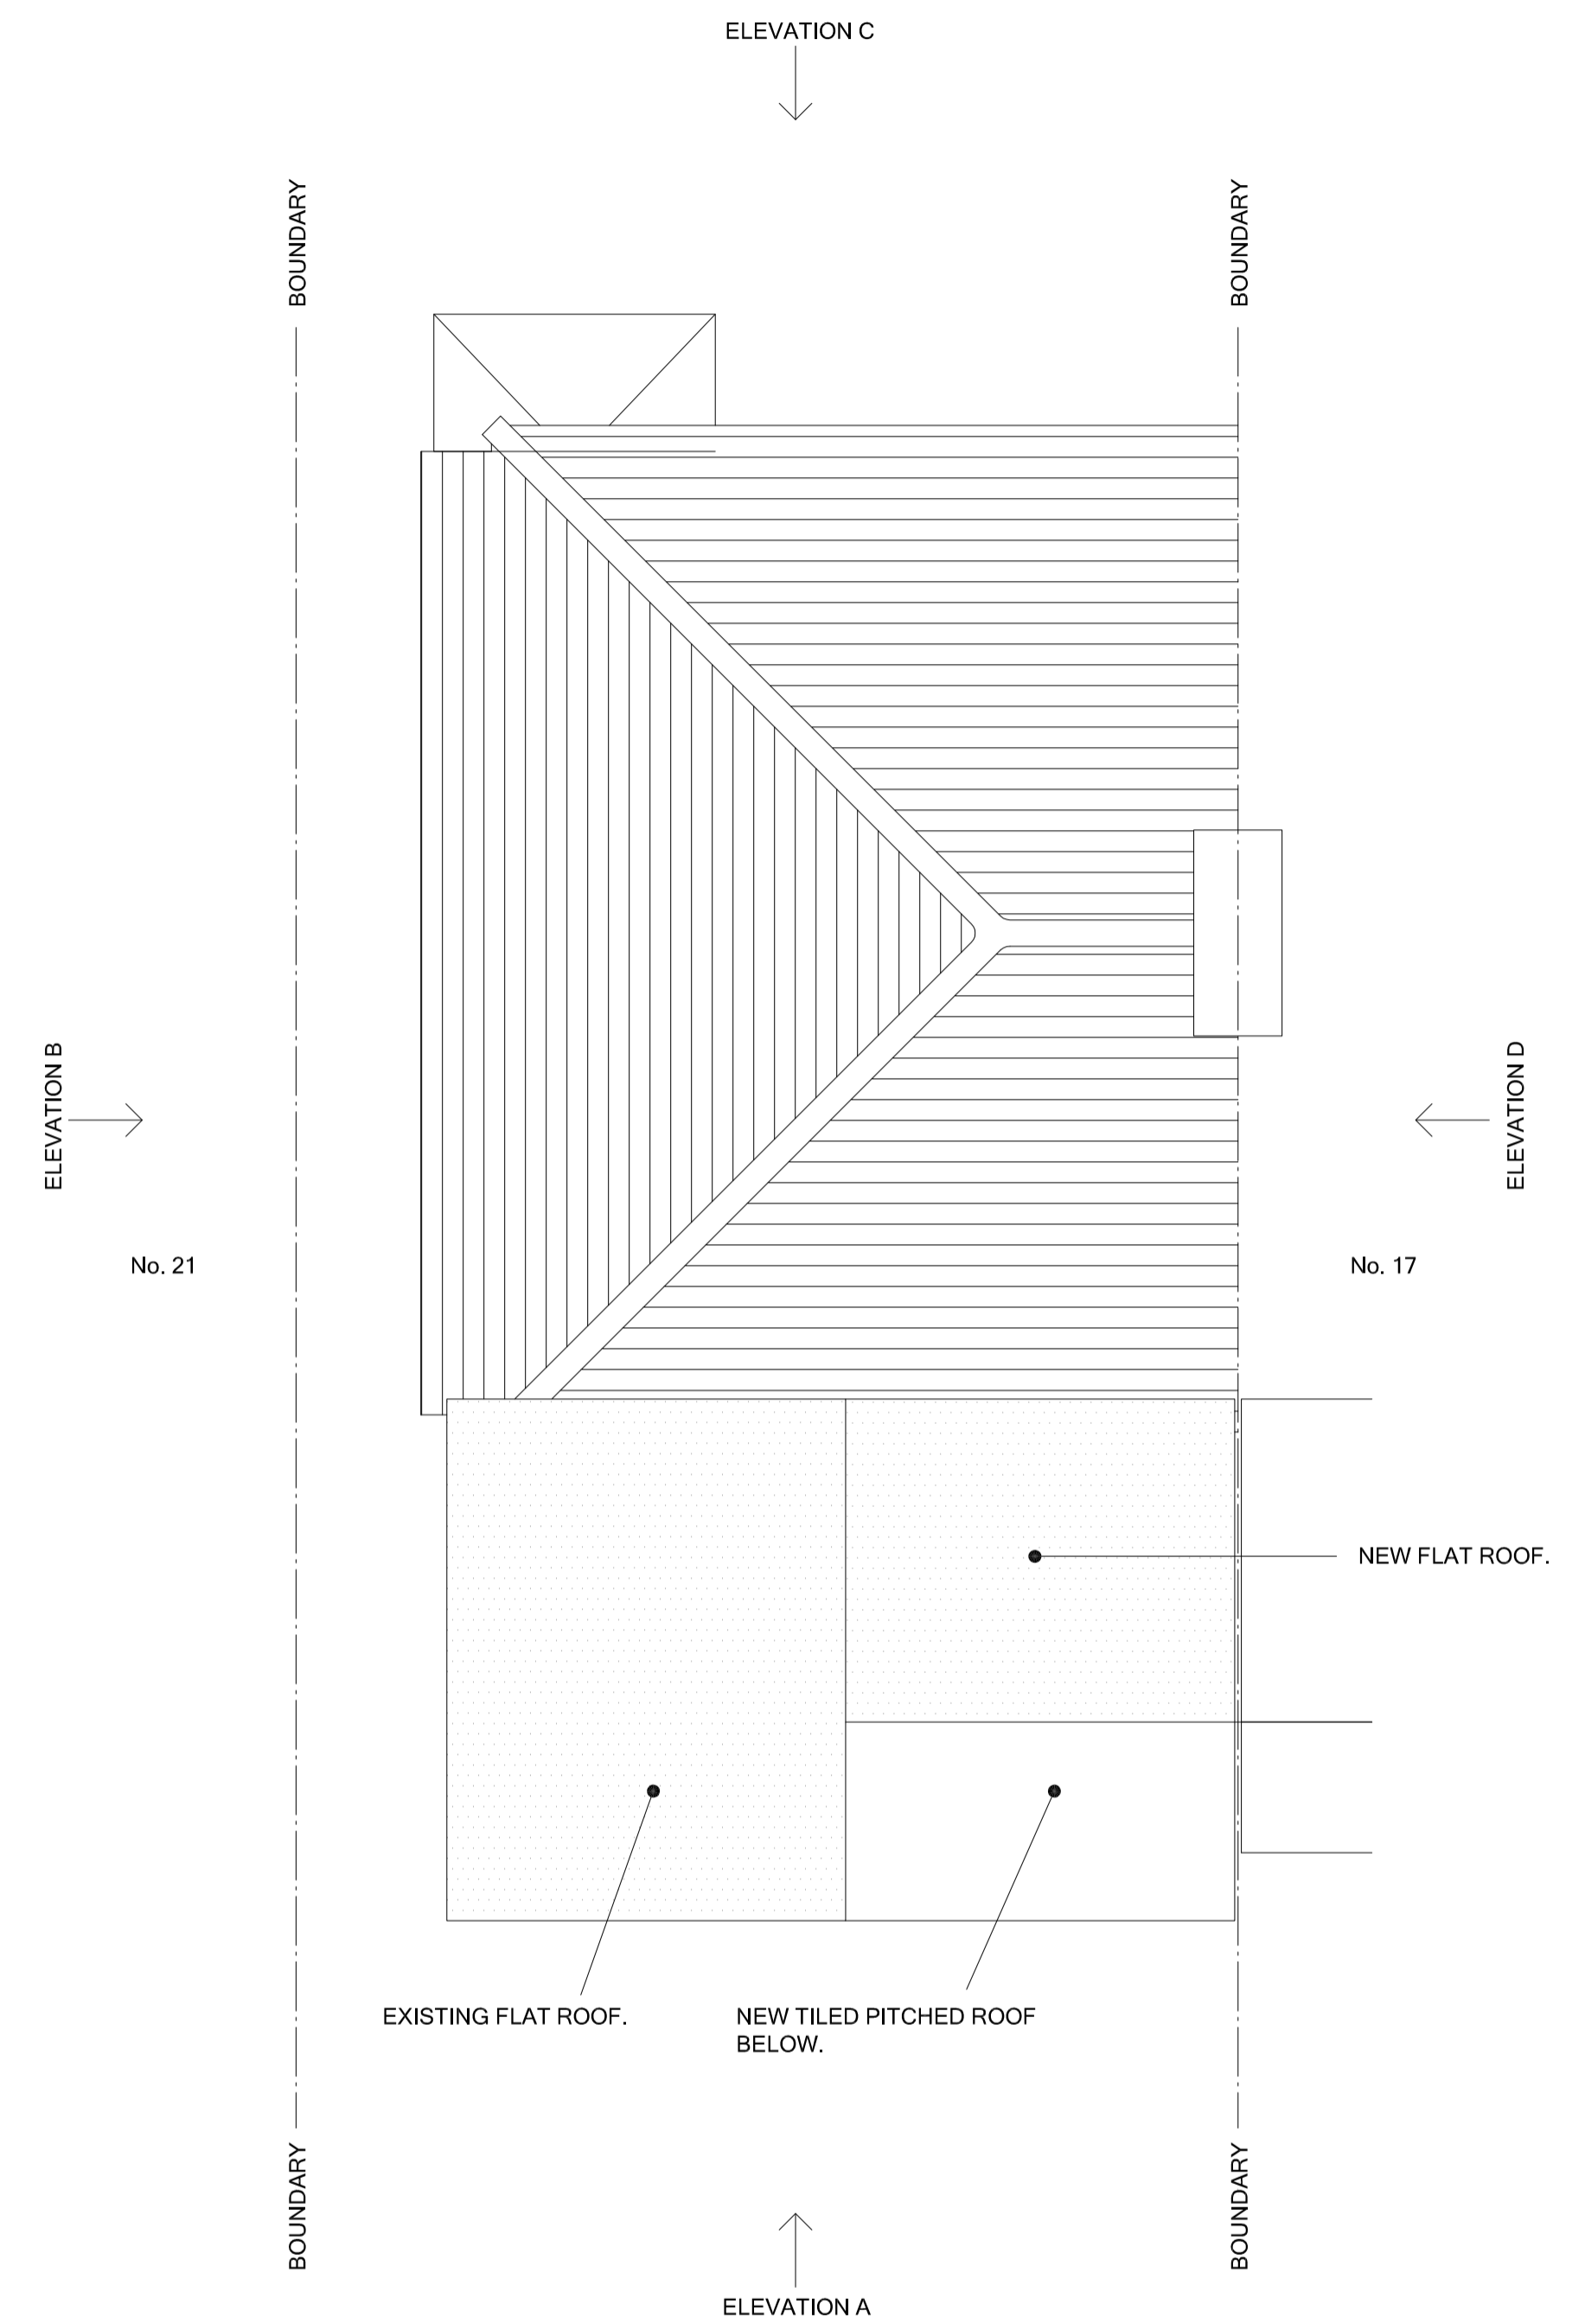 ELEVATION C
BOUNDARY
BOUNDARY
ELEVATION B
ELEVATION D
No. 21
No. 17
NEW FLAT ROOF.
EXISTING FLAT ROOF.
NEW TILED PITCHED ROOF
BELOW.
BOUNDARY
BOUNDARY
ELEVATION A